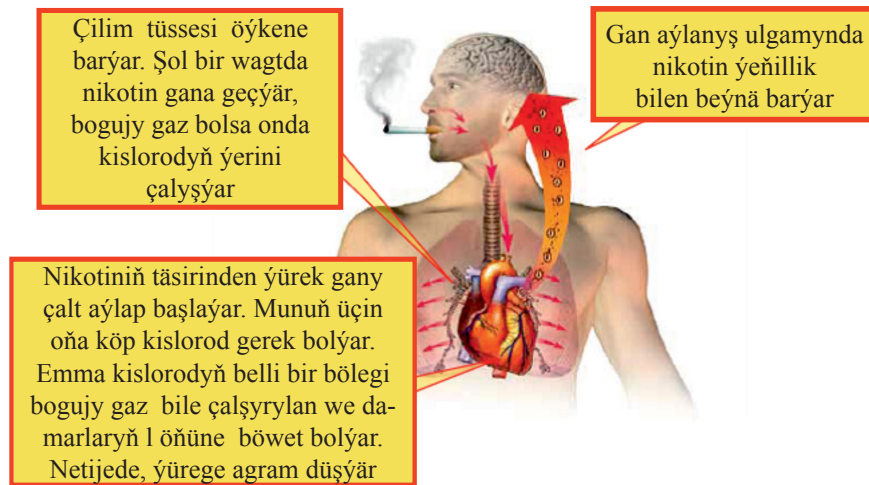 Çilim tüssesi öýkene
barýar. Şol bir wagtda
nikotin gana geçýär,
bogujy gaz bolsa onda
kislorodyň ýerini
çalyşýar
Gan aýlanyş ulgamynda
nikotin ýeňillik
bilen beýnä barýar
Nikotiniň täsirinden ýürek gany
çalt aýlap başlaýar. Munuň üçin
oňa köp kislorod gerek bolýar.
Emma kislorodyň belli bir bölegi
bogujy gaz bile çalşyrylan we da-
marlaryň l öňüne böwet bolýar.
Netijede, ýürege agram düşýär